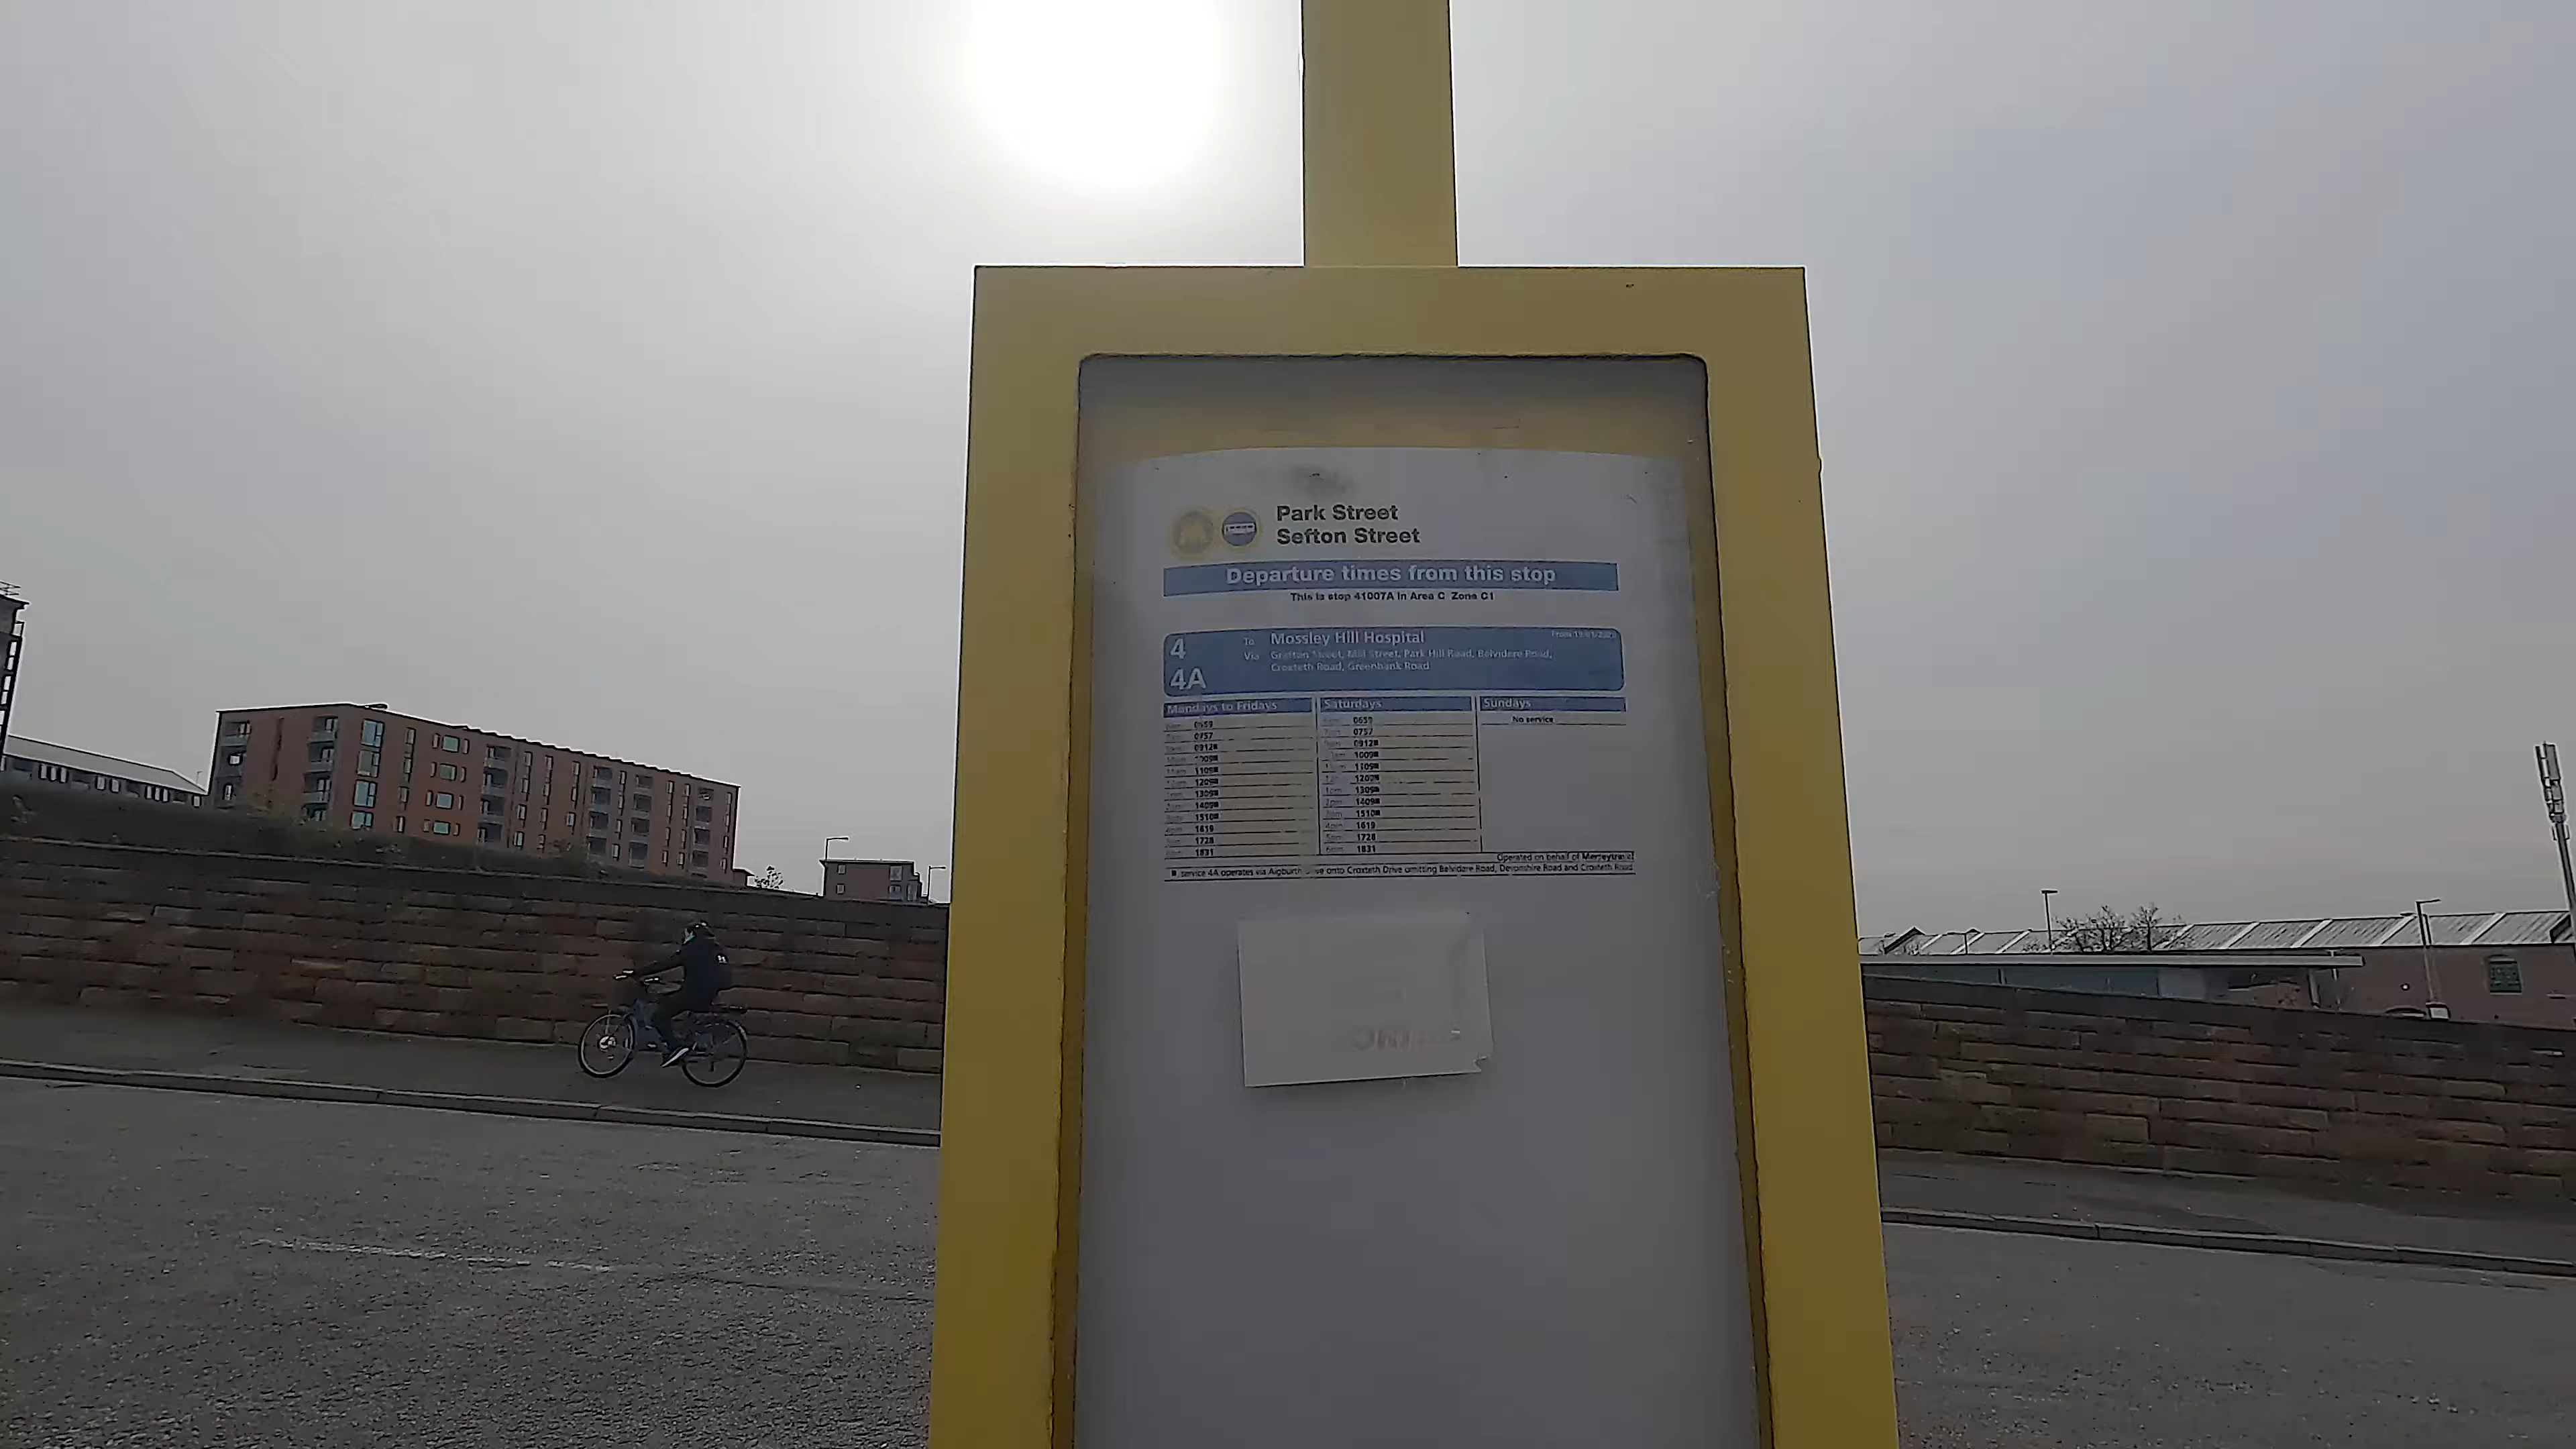 Park Street
Sefton Street
Departure times from this stop
This is stop 41007A in Area C Zone C1
4 To Mossley Hill Hospital
Via Grafton Street, Mill Street, Park Hill Road, Belvidere Road,
Croxteth Road, Greenbank Road
4A
Mondays to Fridays Saturdays Sundays
0659 0659 No service
0757 0757
0912■ 0912■
1009■ 1009■
1109■ 1109■
1209■ 1209■
1309■ 1309■
1409■ 1409■
1510■ 1510■
1619 1619
1728 1728
1831 1831
Operated on behalf of Merseytravel
■ service 4A operates via Aigburth Drive onto Croxteth Drive omitting Belvidere Road, Devonshire Road and Croxteth Road